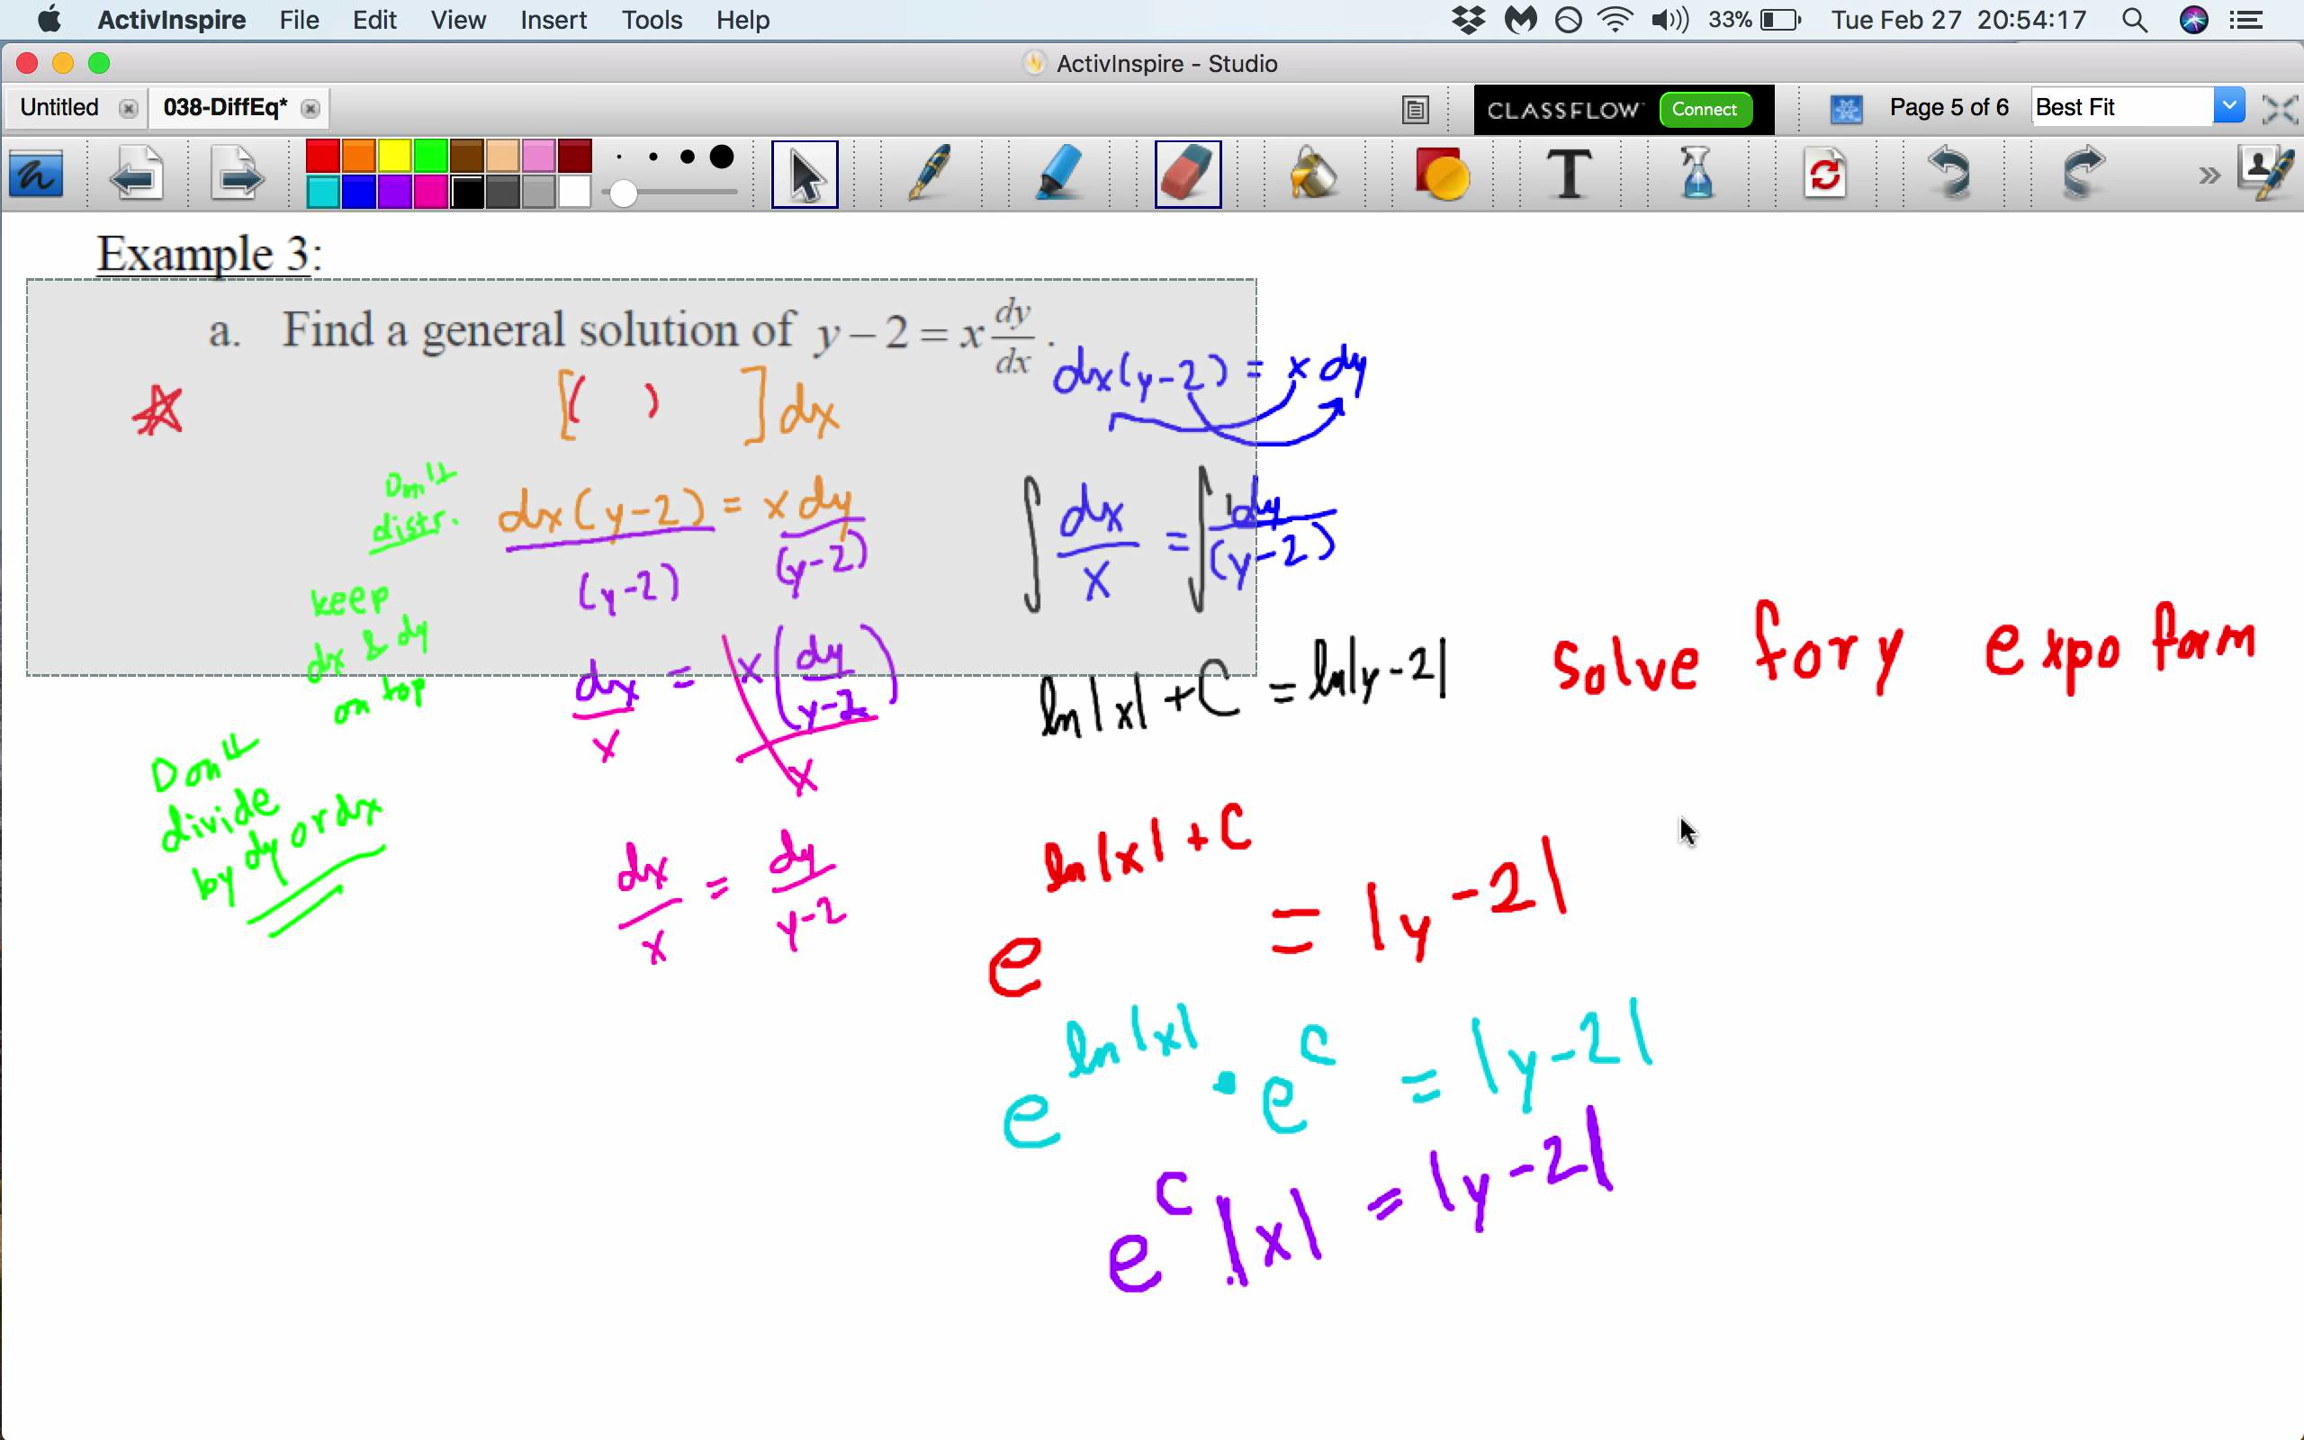 ActivInspire File Edit View Insert Tools Help 33% Tue Feb 27 20:54:17
ActivInspire - Studio
Untitled 038-DiffEq* CLASSFLOW Connect Page 5 of 6 Best Fit
T
Example 3:
a. Find a general solution of y − 2 = x dy/dx .
[( ) ] dx
dx(y-2) = x dy
Don't
distr.
dx(y-2)/(y-2) = x dy/(y-2)
∫ dx/x = ∫ 1dy/(y-2)
keep
dx & dy
on top
dx/x = x(dy/y-2)/x
ln|x| + C = ln|y-2|
Solve for y expo form
Don't
divide
by dy or dx
dx/x = dy/y-2
e^(ln|x| + C) = |y-2|
e^(ln|x|) · e^C = |y-2|
e^C |x| = |y-2|